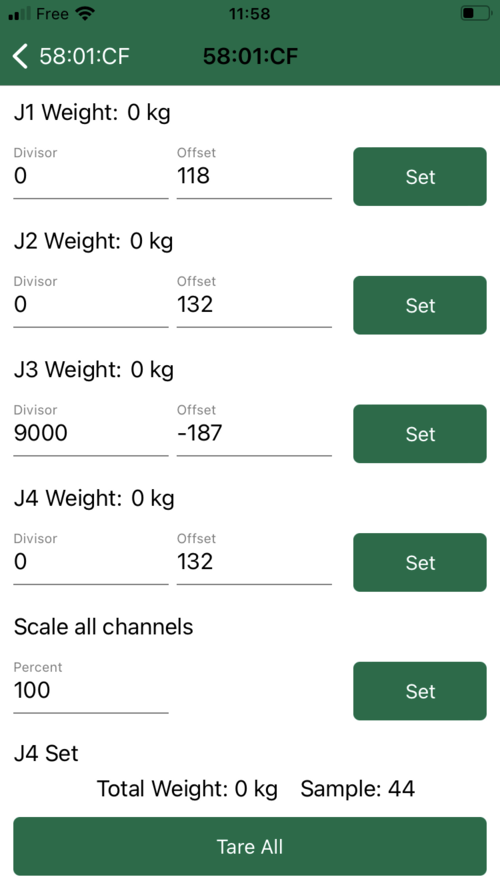 Free 11:58
58:01:CF 58:01:CF
J1 Weight: 0 kg
Divisor Offset
0 118 Set
J2 Weight: 0 kg
Divisor Offset
0 132 Set
J3 Weight: 0 kg
Divisor Offset
9000 -187 Set
J4 Weight: 0 kg
Divisor Offset
0 132 Set
Scale all channels
Percent
100 Set
J4 Set
Total Weight: 0 kg Sample: 44
Tare All